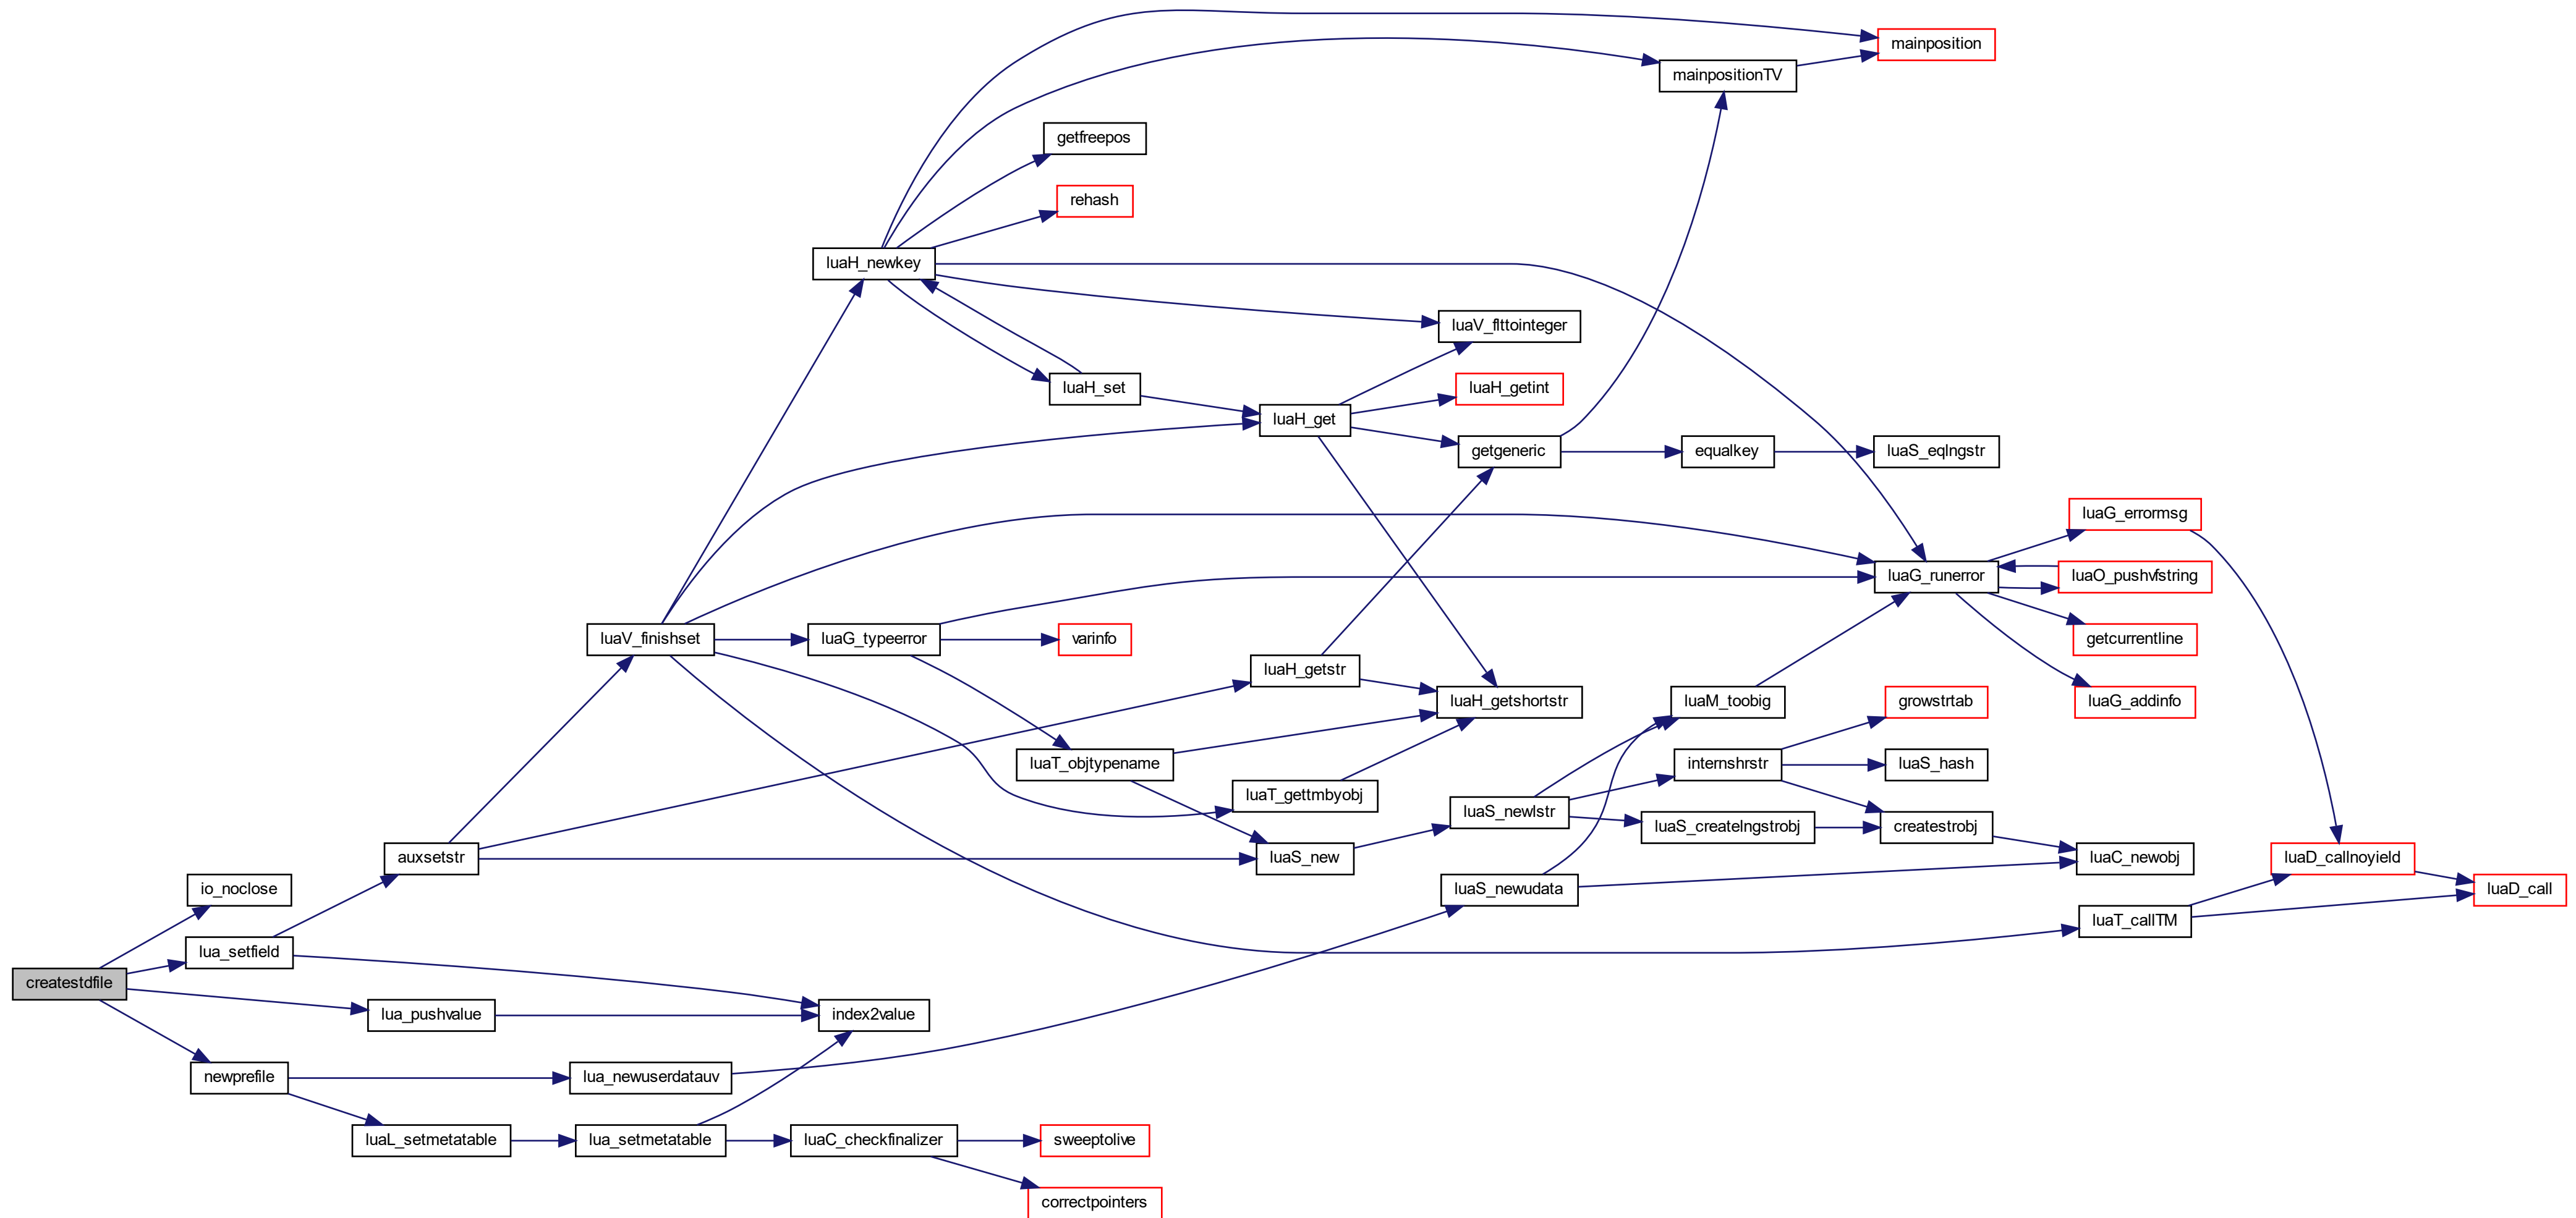 mainposition
mainpositionTV
getfreepos
rehash
luaH_newkey
luaV_flttointeger
luaH_set
luaH_getint
luaH_get
getgeneric
equalkey
luaS_eqlngstr
luaG_errormsg
luaG_runerror
luaO_pushvfstring
luaV_finishset
luaG_typeerror
varinfo
getcurrentline
luaH_getstr
luaH_getshortstr
luaM_toobig
growstrtab
luaG_addinfo
luaT_objtypename
internshrstr
luaS_hash
luaT_gettmbyobj
luaS_newlstr
luaS_createlngstrobj
createstrobj
auxsetstr
luaS_new
luaC_newobj
luaD_callnoyield
io_noclose
luaS_newudata
luaD_call
luaT_callTM
lua_setfield
createstdfile
lua_pushvalue
index2value
newprefile
lua_newuserdatauv
luaL_setmetatable
lua_setmetatable
luaC_checkfinalizer
sweeptolive
correctpointers